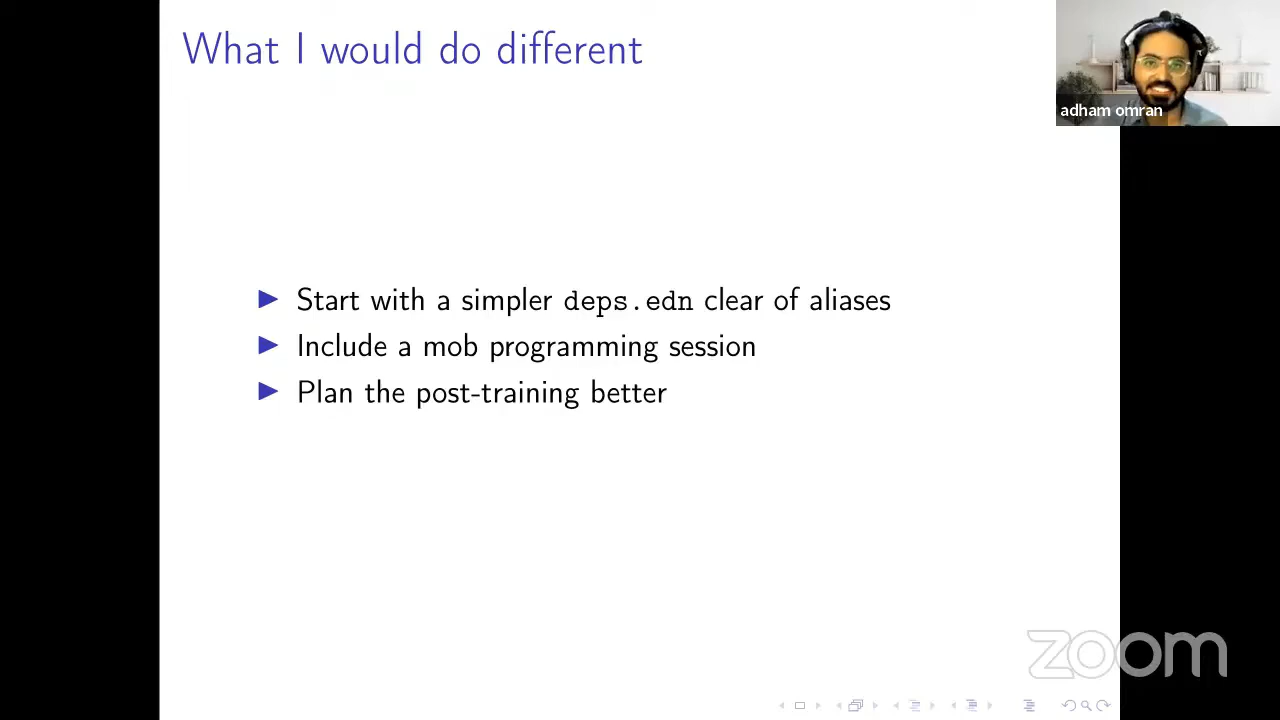 What I would do different
adham omran
Start with a simpler deps.edn clear of aliases
Include a mob programming session
Plan the post-training better
zoom